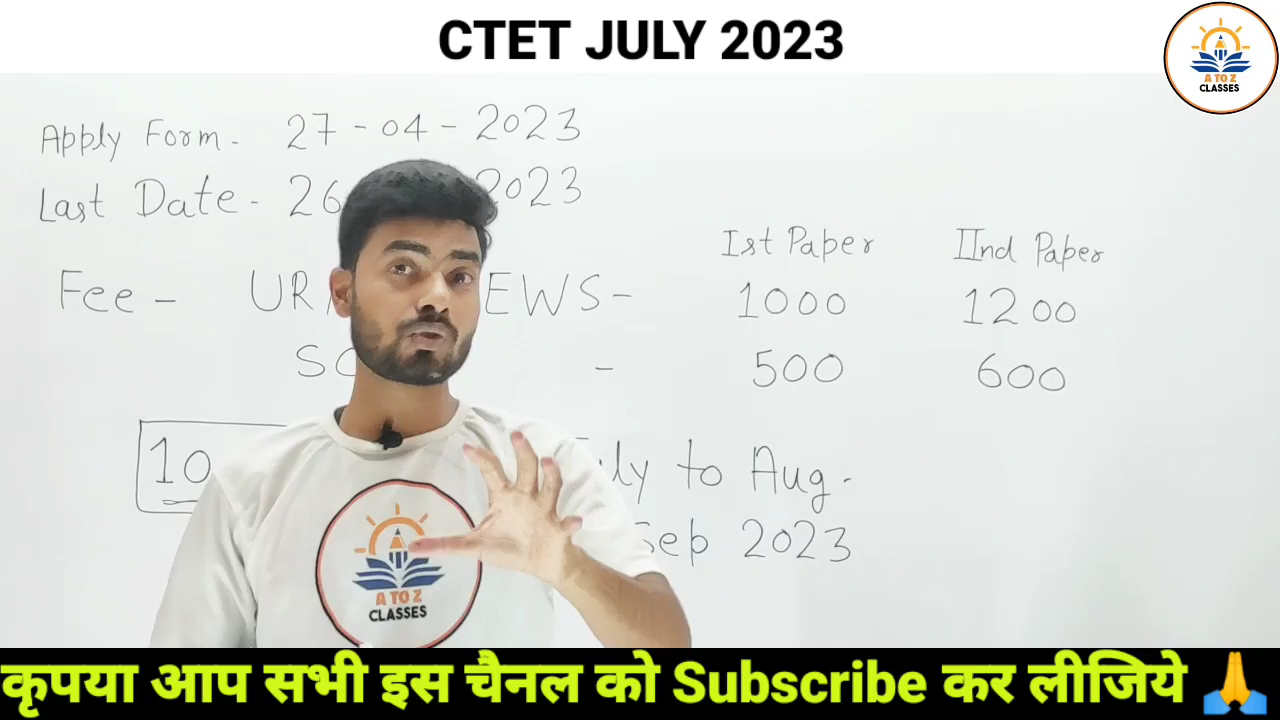 CTET JULY 2023
A TO Z
CLASSES
Apply Form - 27 - 04 - 2023
Last Date - 26 2023
Ist Paper IInd Paper
Fee - UR EWS - 1000 1200
SC - 500 600
10 to Aug.
Sep 2023
A TO Z
CLASSES
कृपया आप सभी इस चैनल को Subscribe कर लीजिये 🙏